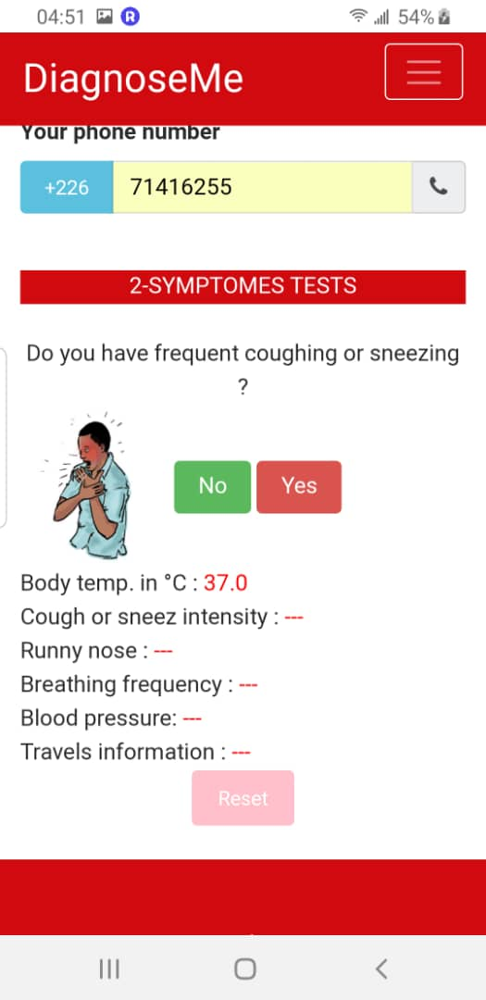 04:51 R 54%
DiagnoseMe
Your phone number
+226 71416255
2-SYMPTOMES TESTS
Do you have frequent coughing or sneezing
?
No Yes
Body temp. in °C : 37.0
Cough or sneez intensity : ---
Runny nose : ---
Breathing frequency : ---
Blood pressure: ---
Travels information : ---
Reset